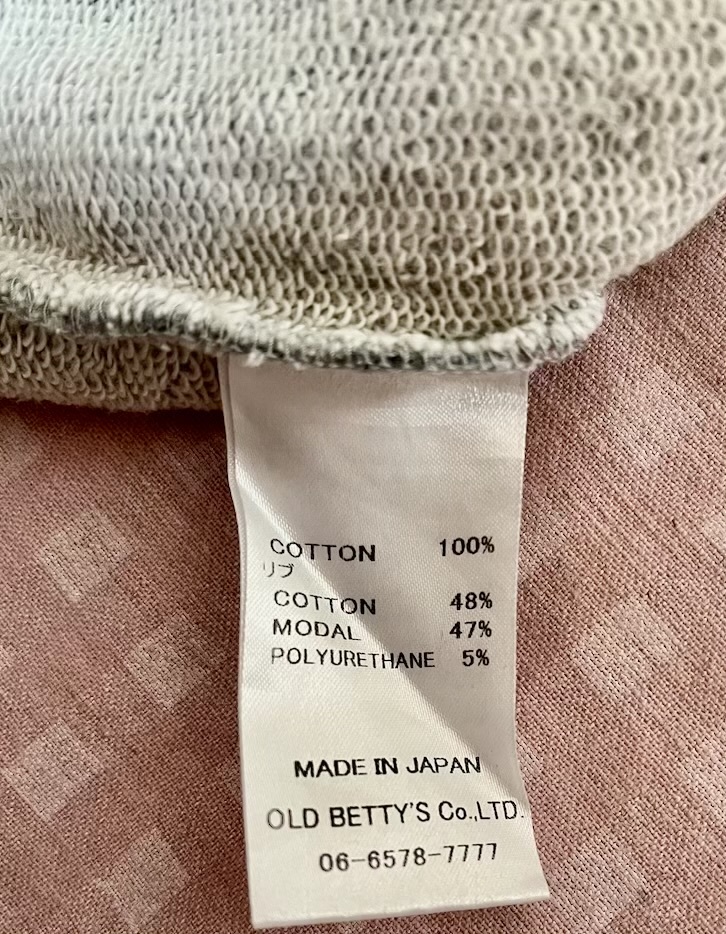 COTTON 100%
リブ
COTTON 48%
MODAL 47%
POLYURETHANE 5%
MADE IN JAPAN
OLD BETTY'S Co.,LTD.
06-6578-7777